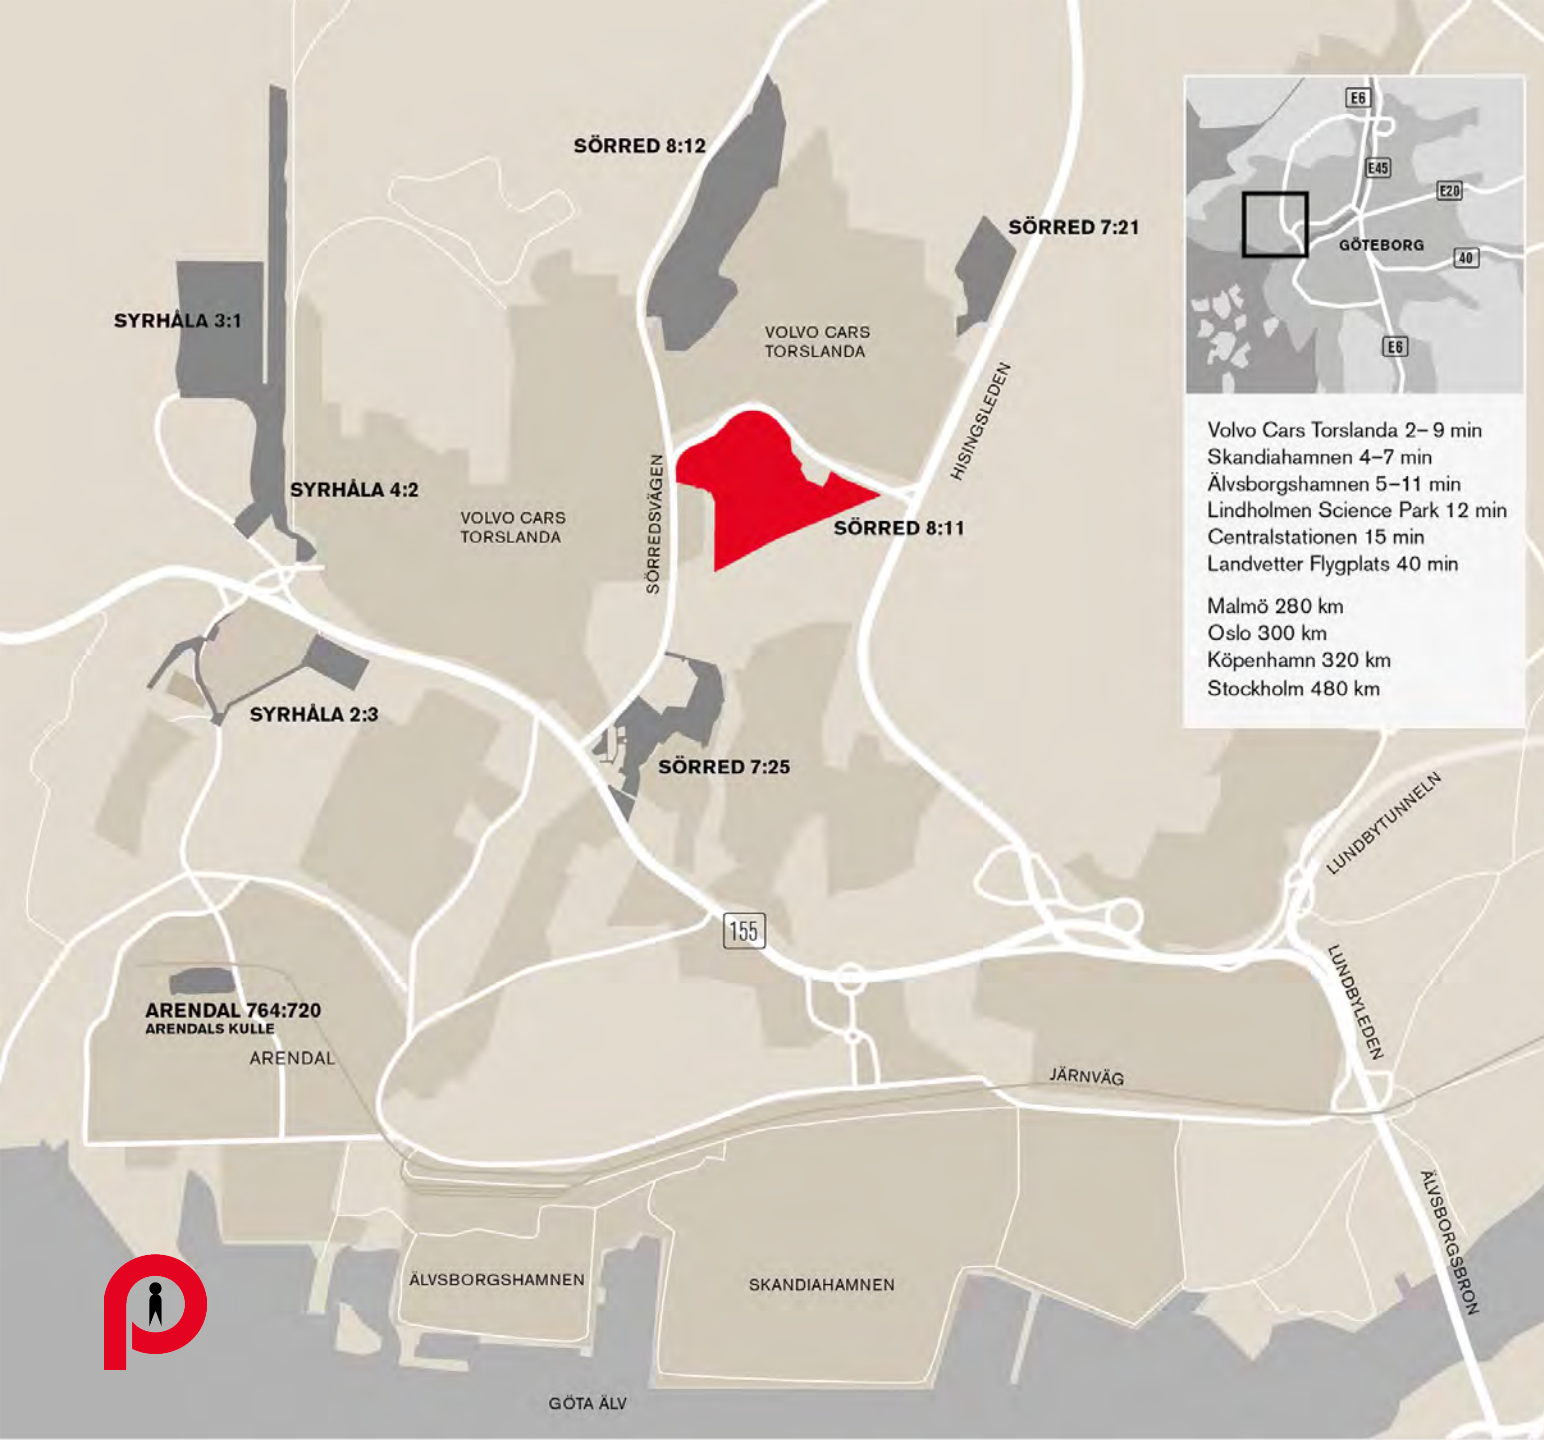 SÖRRED 8:12
SÖRRED 7:21
SYRHÅLA 3:1
VOLVO CARS
TORSLANDA
HISINGSLEDEN
SYRHÅLA 4:2
VOLVO CARS
TORSLANDA
SÖRREDSVÄGEN
SÖRRED 8:11
SYRHÅLA 2:3
SÖRRED 7:25
155
LUNDBYTUNNELN
LUNDBYLEDEN
ARENDAL 764:720
ARENDALS KULLE
ARENDAL
JÄRNVÄG
ÄLVSBORGSBRON
ÄLVSBORGSHAMNEN
SKANDIAHAMNEN
GÖTA ÄLV
E6
E45
E20
GÖTEBORG
40
E6
Volvo Cars Torslanda 2–9 min
Skandiahamnen 4–7 min
Älvsborgshamnen 5–11 min
Lindholmen Science Park 12 min
Centralstationen 15 min
Landvetter Flygplats 40 min
Malmö 280 km
Oslo 300 km
Köpenhamn 320 km
Stockholm 480 km